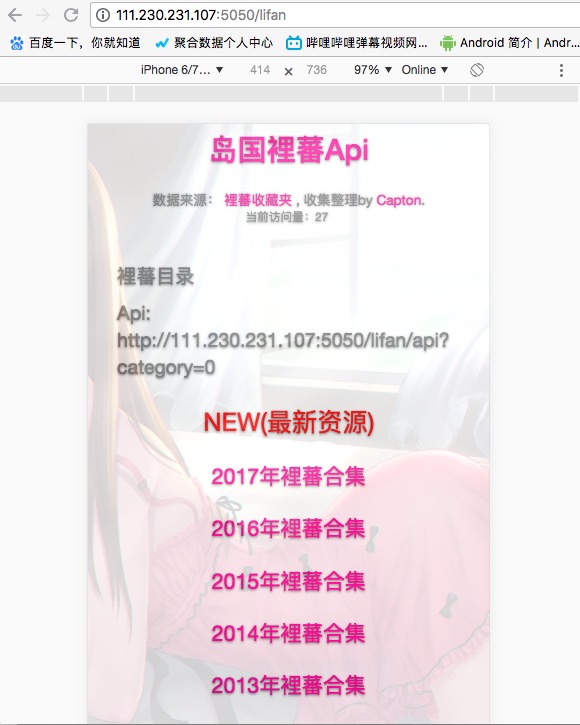 111.230.231.107:5050/lifan
百度一下，你就知道
聚合数据个人中心
哔哩哔哩弹幕视频网...
Android 简介 | Andr...
iPhone 6/7... ▼ 414 × 736 97% ▼ Online ▼
岛国裡蕃Api
数据来源： 裡蕃收藏夹 , 收集整理by Capton.
当前访问量：27
裡蕃目录
Api:
http://111.230.231.107:5050/lifan/api?
category=0
NEW(最新资源)
2017年裡蕃合集
2016年裡蕃合集
2015年裡蕃合集
2014年裡蕃合集
2013年裡蕃合集